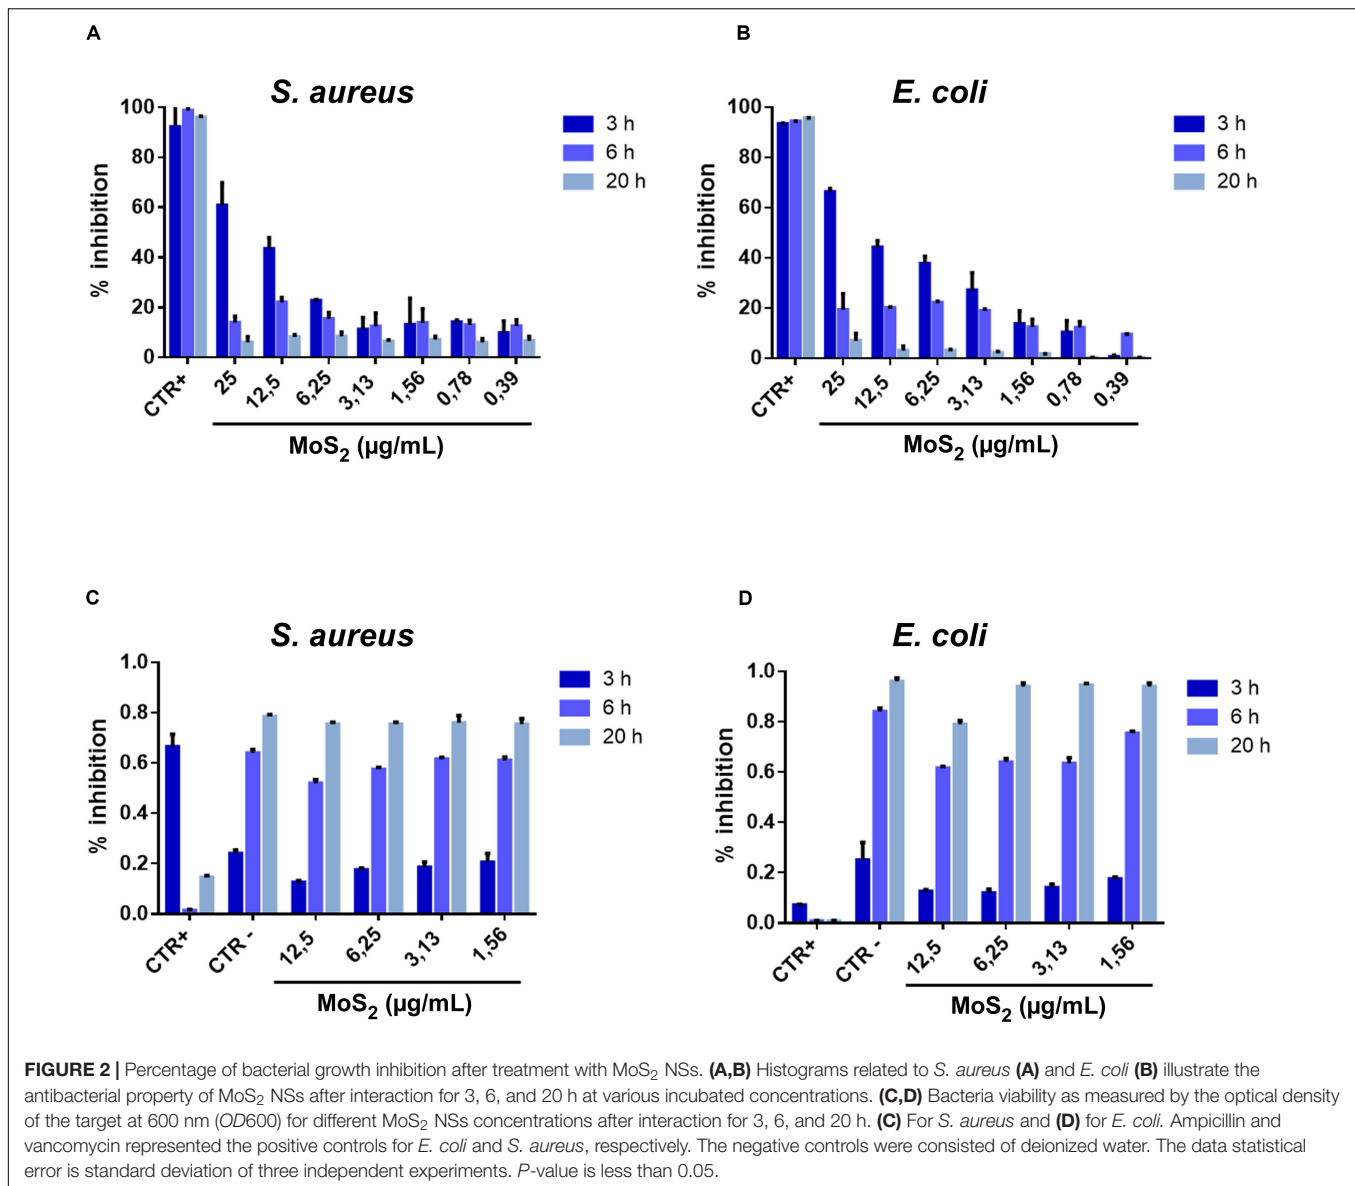 A
S. aureus
100
80
60
40
20
0
% inhibition
3 h
6 h
20 h
CTR+
25
12,5
6,25
3,13
1,56
0,78
0,39
MoS2 (µg/mL)
B
E. coli
100
80
60
40
20
0
% inhibition
3 h
6 h
20 h
CTR+
25
12,5
6,25
3,13
1,56
0,78
0,39
MoS2 (µg/mL)
C
S. aureus
1.0
0.8
0.6
0.4
0.2
0.0
% inhibition
3 h
6 h
20 h
CTR+
CTR -
12,5
6,25
3,13
1,56
MoS2 (µg/mL)
D
E. coli
1.0
0.8
0.6
0.4
0.2
0.0
% inhibition
3 h
6 h
20 h
CTR+
CTR -
12,5
6,25
3,13
1,56
MoS2 (µg/mL)
FIGURE 2 | Percentage of bacterial growth inhibition after treatment with MoS2 NSs. (A,B) Histograms related to S. aureus (A) and E. coli (B) illustrate the
antibacterial property of MoS2 NSs after interaction for 3, 6, and 20 h at various incubated concentrations. (C,D) Bacteria viability as measured by the optical density
of the target at 600 nm (OD600) for different MoS2 NSs concentrations after interaction for 3, 6, and 20 h. (C) For S. aureus and (D) for E. coli. Ampicillin and
vancomycin represented the positive controls for E. coli and S. aureus, respectively. The negative controls were consisted of deionized water. The data statistical
error is standard deviation of three independent experiments. P-value is less than 0.05.